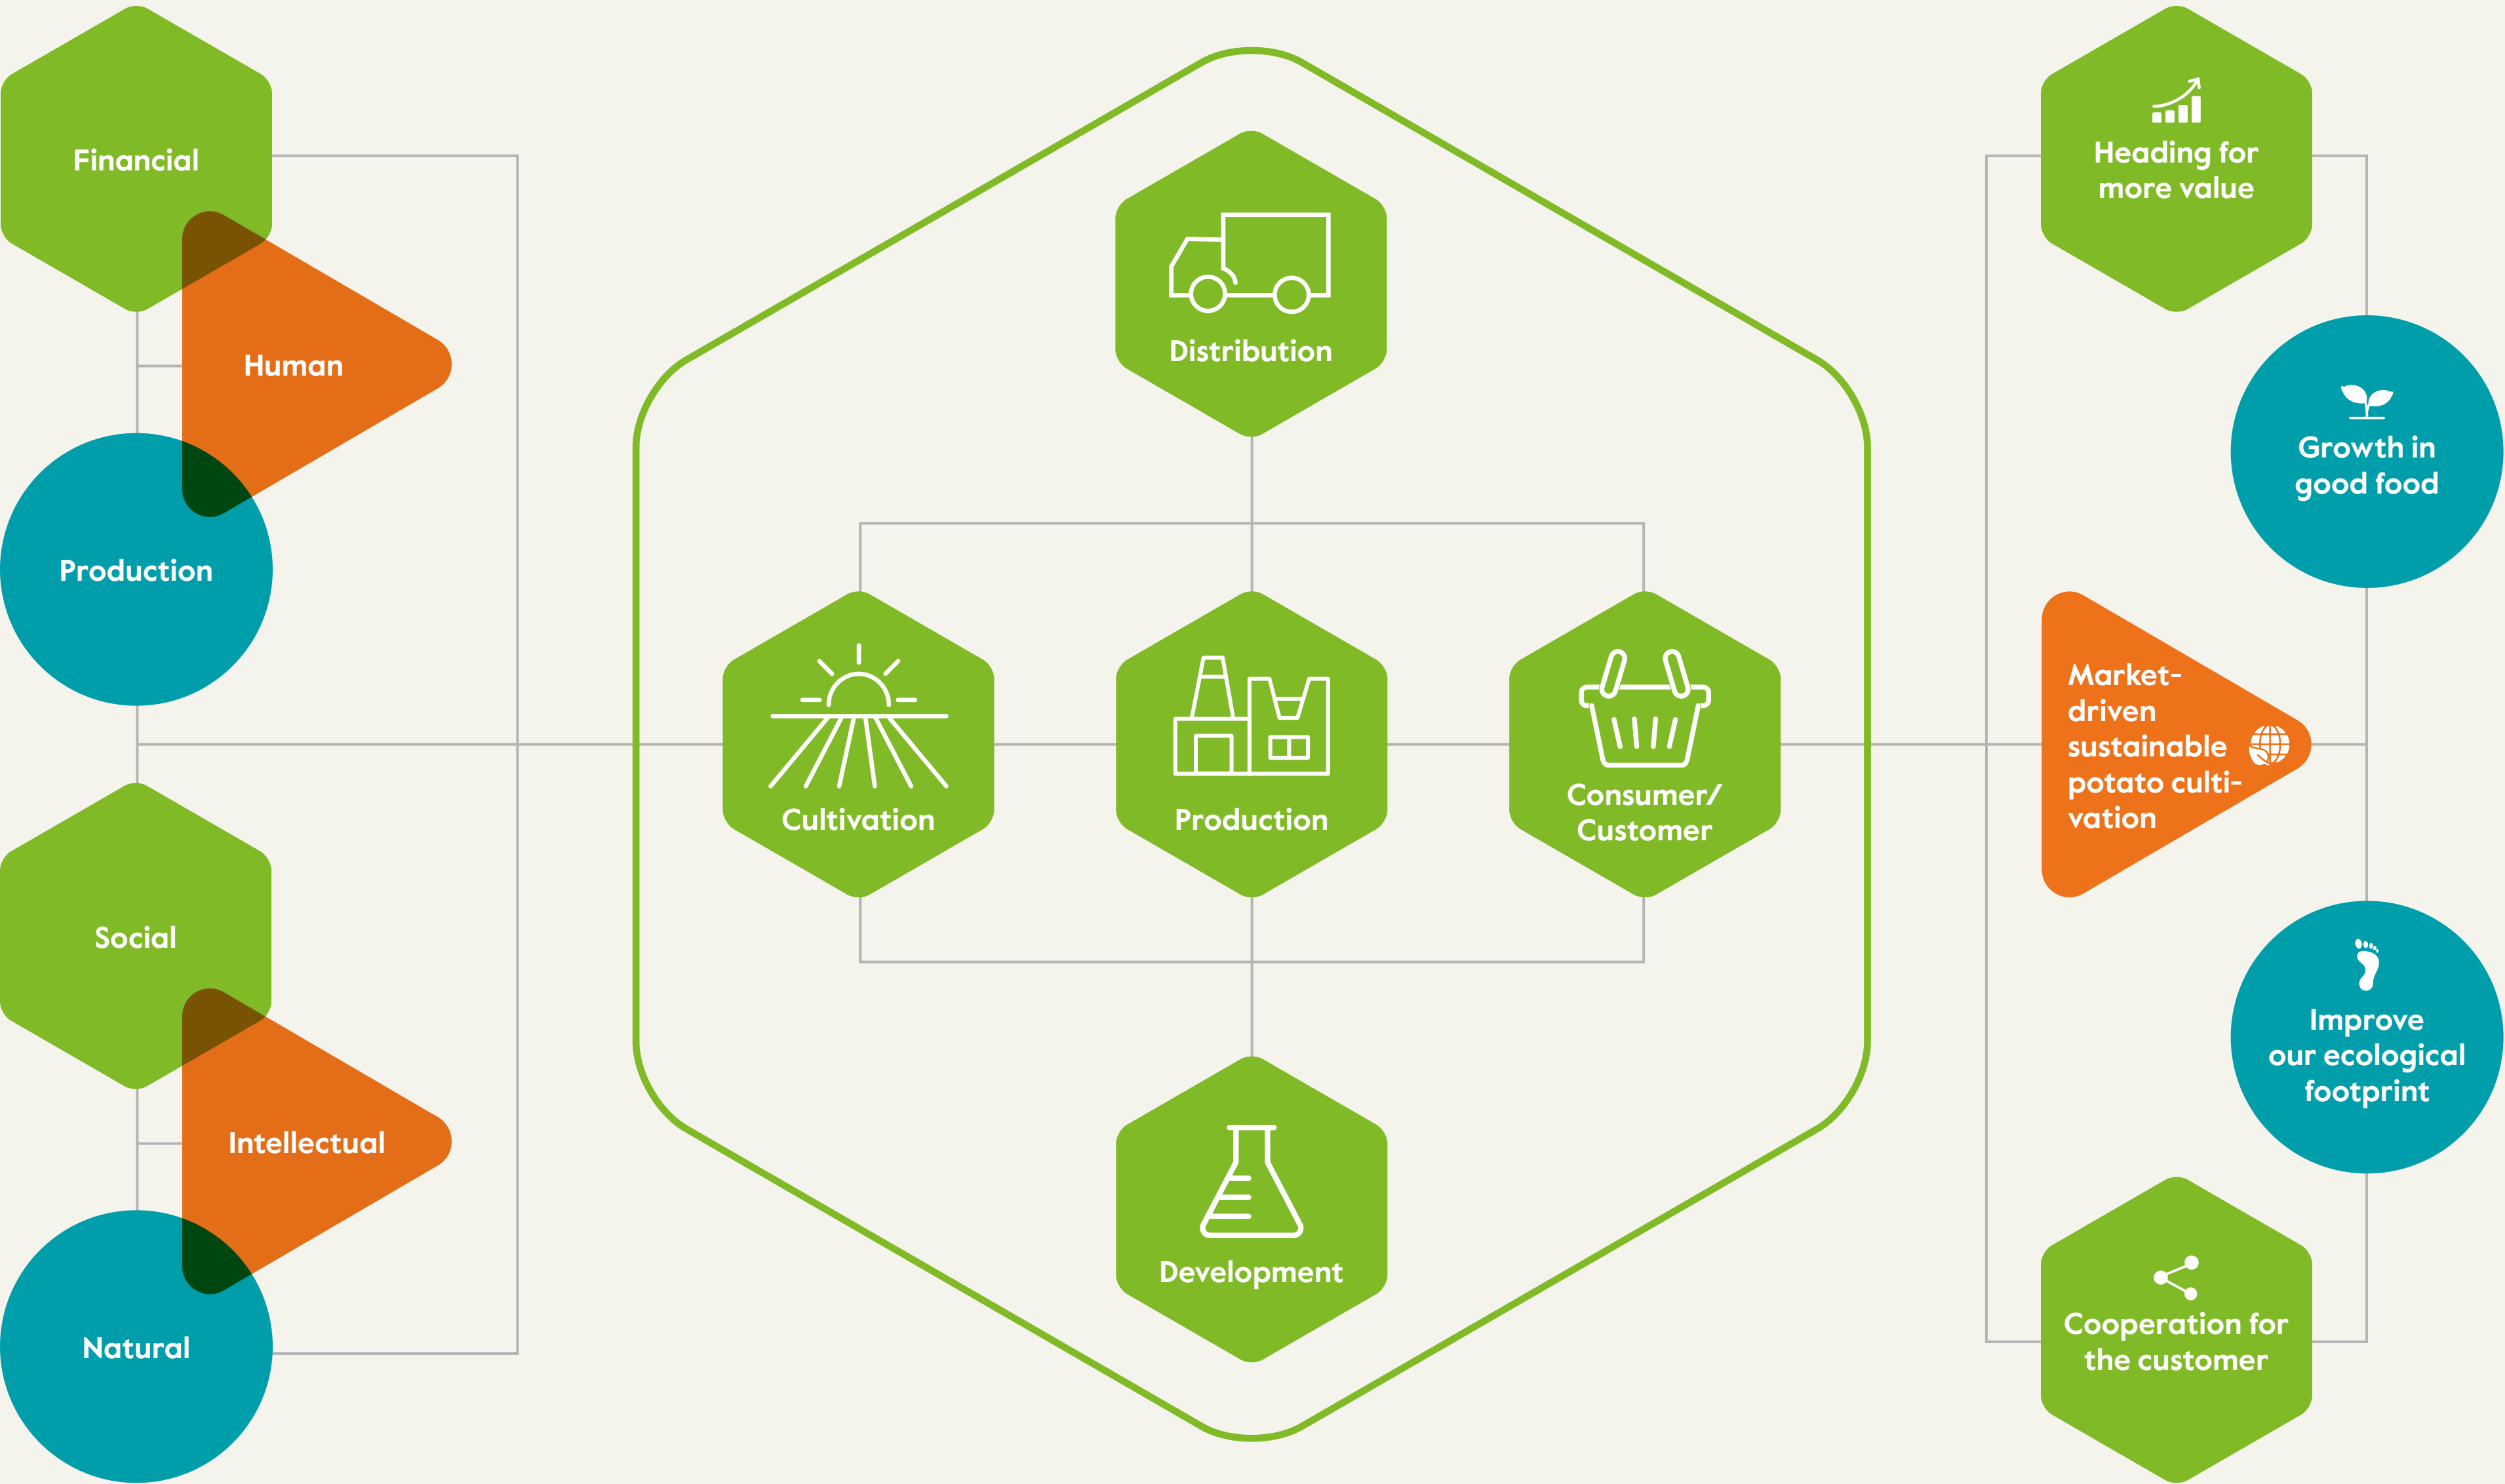 Financial
Human
Production
Social
Intellectual
Natural
Distribution
Cultivation
Production
Consumer/
Customer
Development
Heading for
more value
Growth in
good food
Market-
driven
sustainable
potato culti-
vation
Improve
our ecological
footprint
Cooperation for
the customer